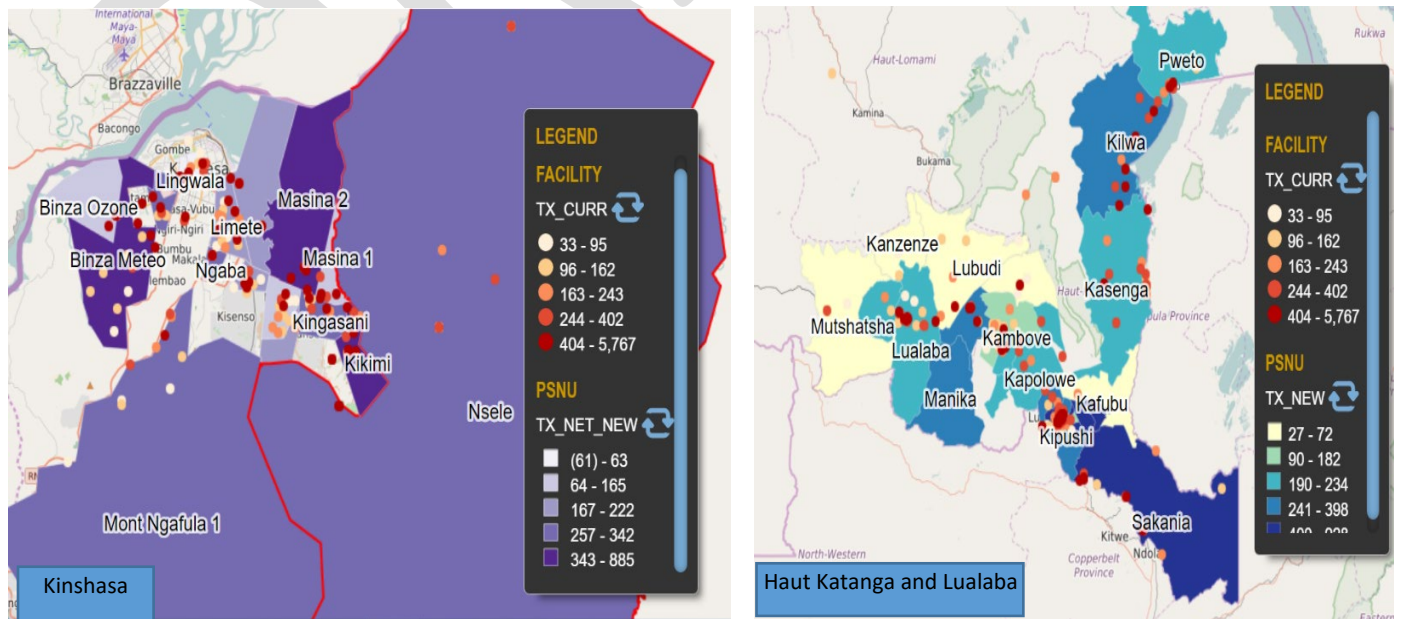 International
Maya-
Maya
Brazzaville
Bacongo
Gombe
Lingwala
Binza Ozone
Masina 2
Limete
Binza Meteo
Bumbu
Masina 1
Ngaba
Kisenso
Kingasani
Kikimi
Nsele
Mont Ngafula 1
RN
Kinshasa
LEGEND
FACILITY
TX_CURR
33 - 95
96 - 162
163 - 243
244 - 402
404 - 5,767
PSNU
TX_NET_NEW
(61) - 63
64 - 165
167 - 222
257 - 342
343 - 885
Rukwa
Haut-Lomami
Pweto
Kamina
Kilwa
Bukama
Kanzenze
Lubudi
Kasenga
Mutshatsha
Kambove
Lualaba
Kapolowe
Manika
Kafubu
Kipushi
Sakania
Kitwe
North-Western
Copperbelt
Province
Eastern
Haut Katanga and Lualaba
LEGEND
FACILITY
TX_CURR
33 - 95
96 - 162
163 - 243
244 - 402
404 - 5,767
PSNU
TX_NEW
27 - 72
90 - 182
190 - 234
241 - 398